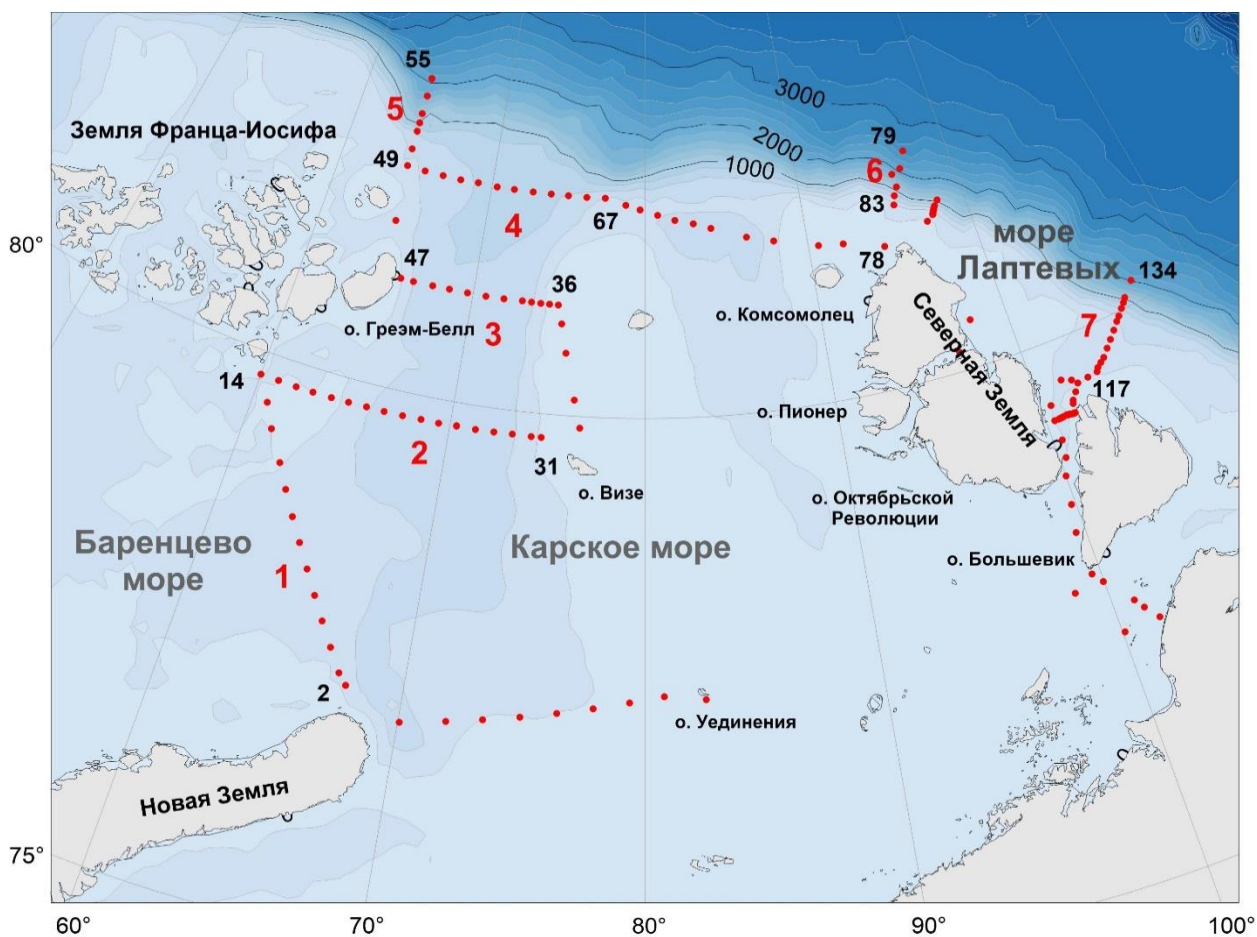 55
3000
5
2000
79
Земля Франца-Иосифа
1000
6
49
83
4
67
море
Лаптевых
80°
47
78
134
36
о. Комсомолец
3
о. Греэм-Белл
7
14
Северная Земля
117
о. Пионер
2
31
о. Визе
о. Октябрьской
Революции
Баренцево
море
Карское море
о. Большевик
1
2
о. Уединения
Новая Земля
75°
60°
70°
80°
90°
100°